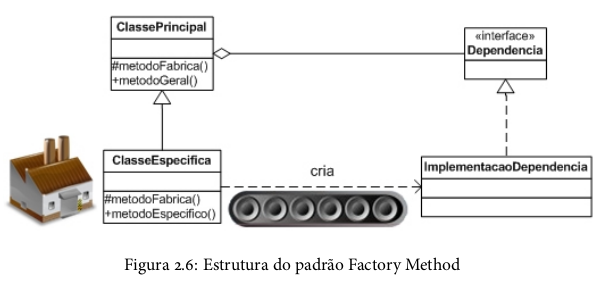 ClassePrincipal
#metodoFabrica()
+metodoGeral()
«interface»
Dependencia
ClasseEspecifica
#metodoFabrica()
+metodoEspecifico()
cria
ImplementacaoDependencia
Figura 2.6: Estrutura do padrão Factory Method